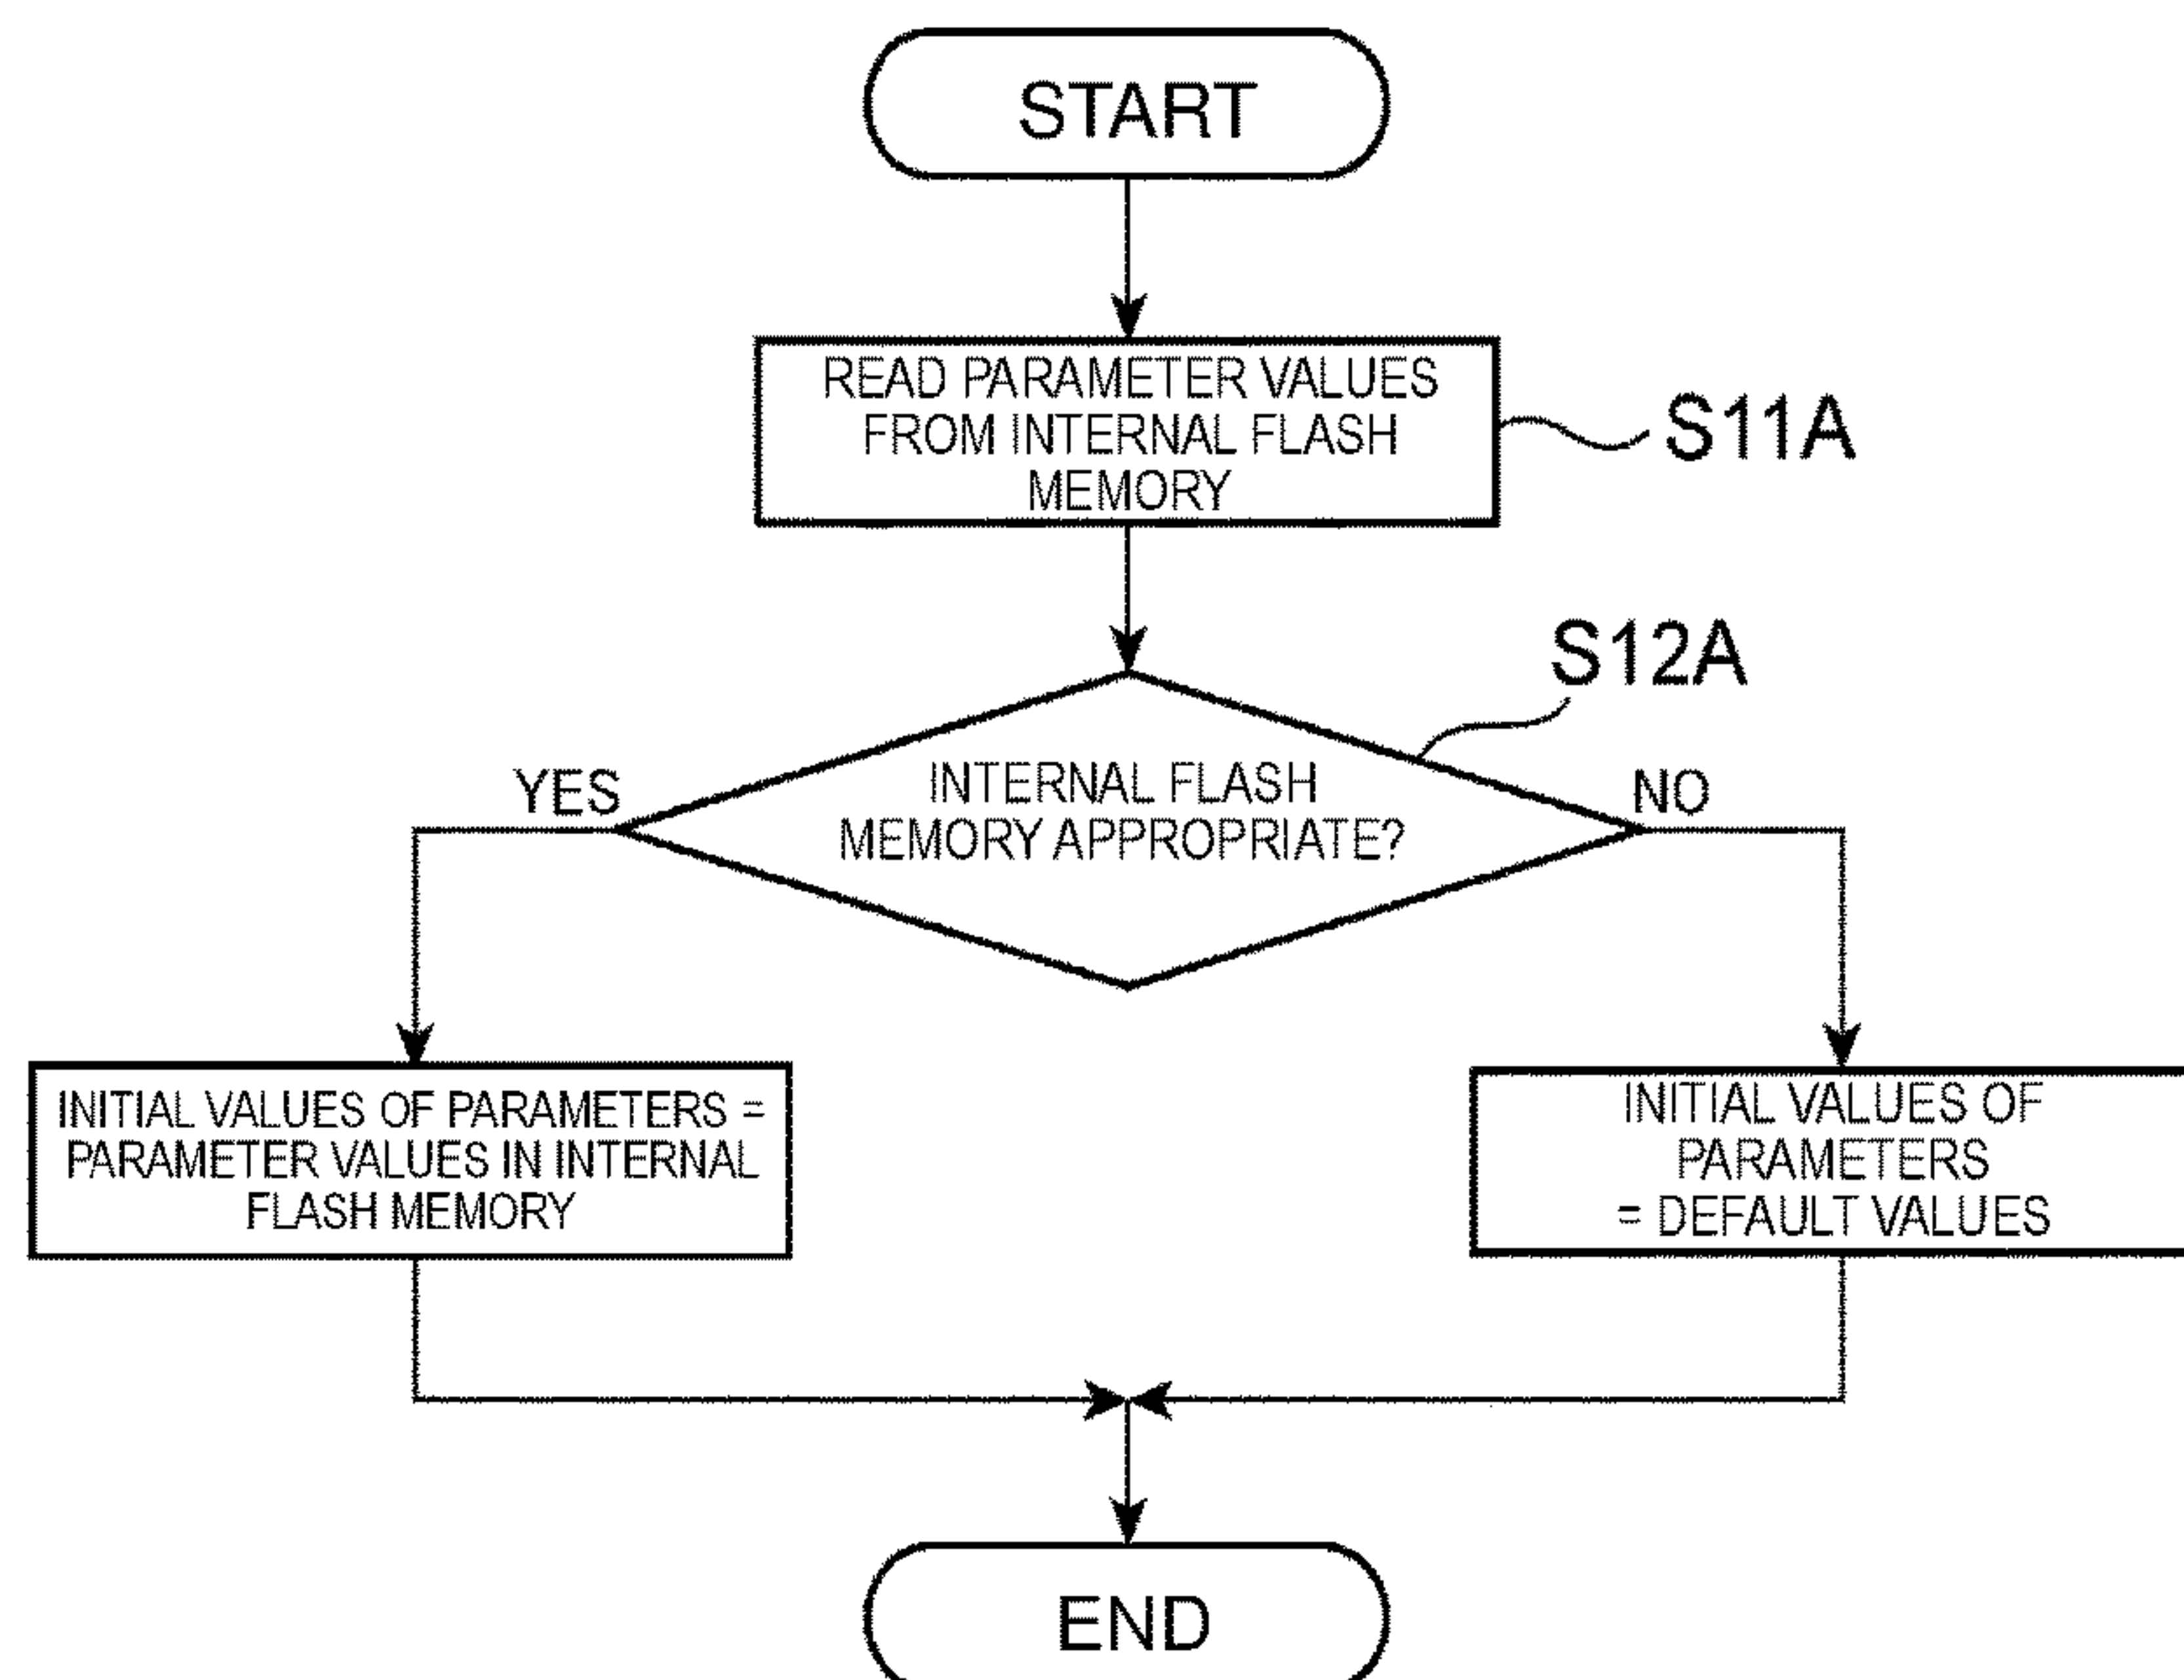 START
READ PARAMETER VALUES
FROM INTERNAL FLASH
MEMORY
S11A
S12A
INTERNAL FLASH
MEMORY APPROPRIATE?
YES
NO
INITIAL VALUES OF PARAMETERS =
PARAMETER VALUES IN INTERNAL
FLASH MEMORY
INITIAL VALUES OF
PARAMETERS
= DEFAULT VALUES
END